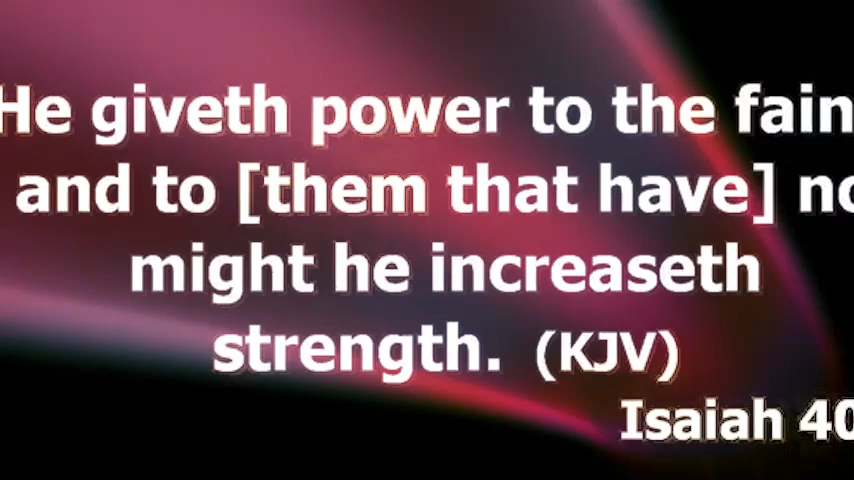 He giveth power to the fain
and to [them that have] no
might he increaseth
strength. (KJV)
Isaiah 40